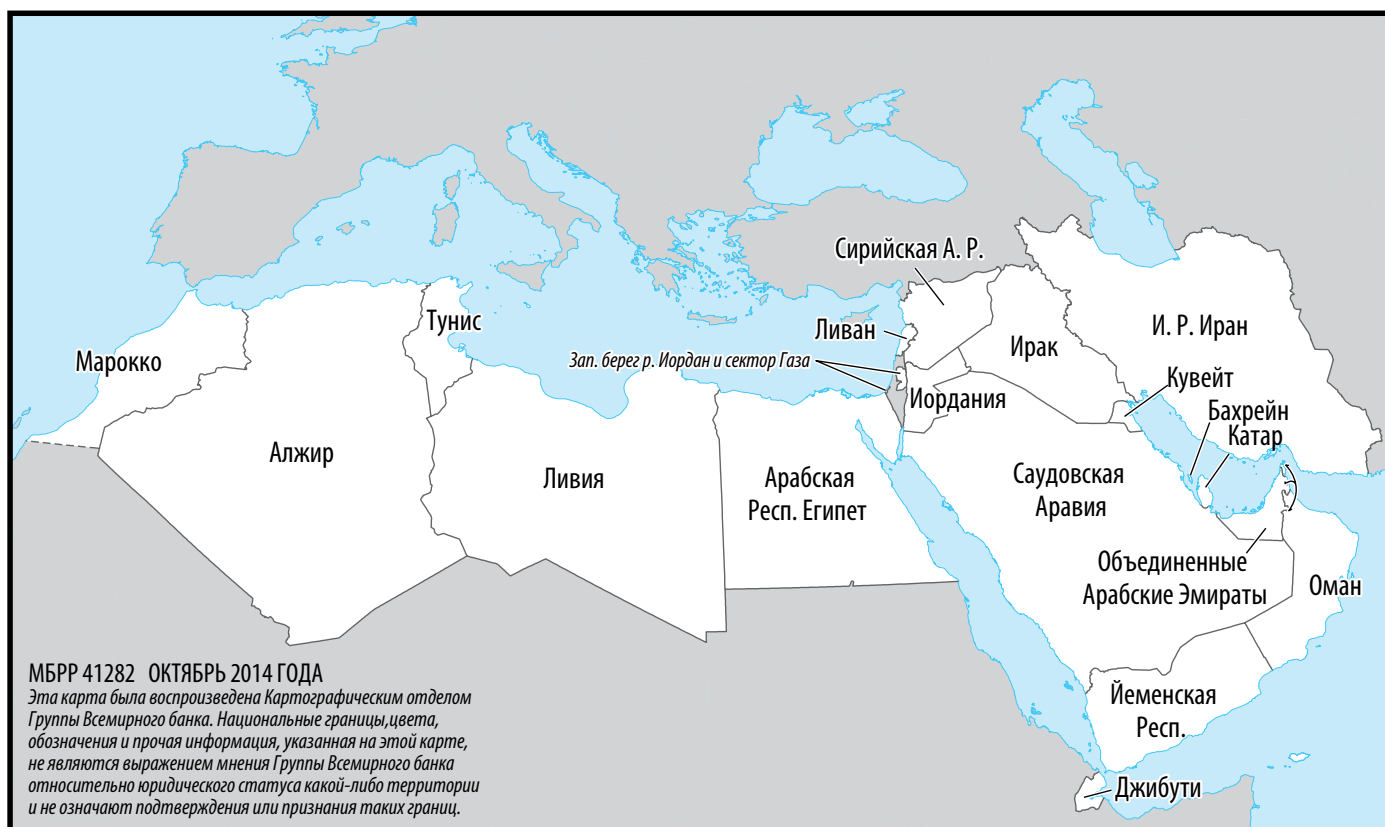 Сирийская А. Р.
Тунис
Ливан
И. Р. Иран
Ирак
Марокко
Зап. берег р. Иордан и сектор Газа
Кувейт
Иордания
Бахрейн
Катар
Алжир
Ливия
Арабская
Респ. Египет
Саудовская
Аравия
Объединенные
Арабские Эмираты
Оман
Йеменская
Респ.
Джибути
МБРР 41282 ОКТЯБРЬ 2014 ГОДА
Эта карта была воспроизведена Картографическим отделом
Группы Всемирного банка. Национальные границы,цвета,
обозначения и прочая информация, указанная на этой карте,
не являются выражением мнения Группы Всемирного банка
относительно юридического статуса какой-либо территории
и не означают подтверждения или признания таких границ.